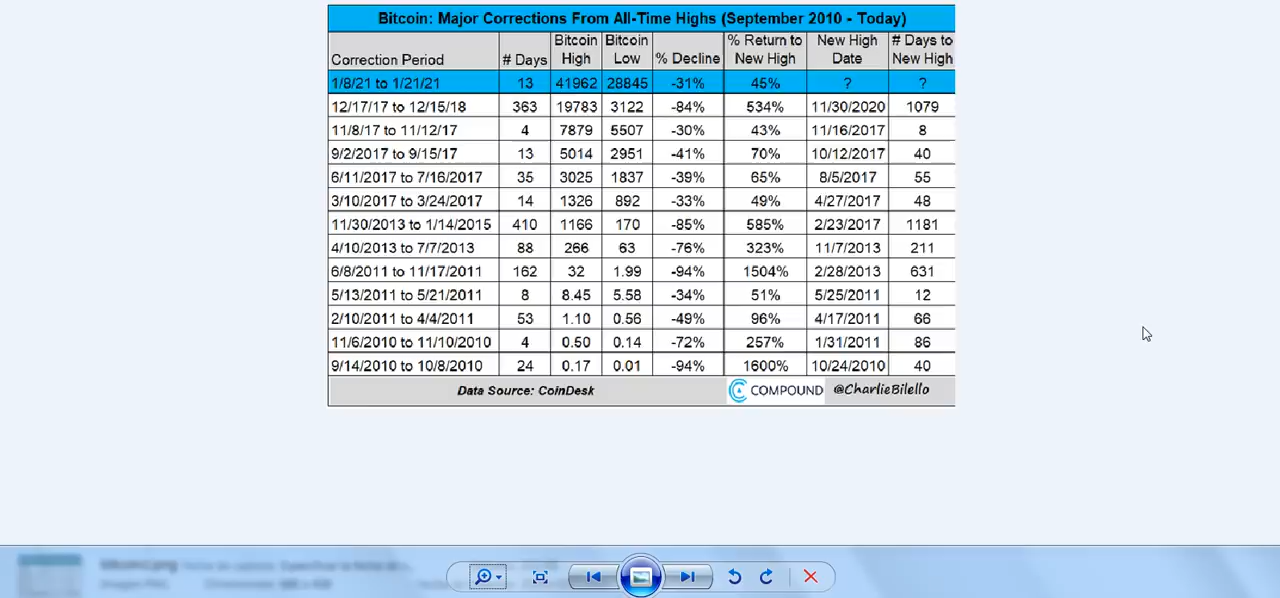 Bitcoin: Major Corrections From All-Time Highs (September 2010 - Today)
Correction Period # Days Bitcoin High Bitcoin Low % Decline % Return to New High New High Date # Days to New High
1/8/21 to 1/21/21 13 41962 28845 -31% 45% ? ?
12/17/17 to 12/15/18 363 19783 3122 -84% 534% 11/30/2020 1079
11/8/17 to 11/12/17 4 7879 5507 -30% 43% 11/16/2017 8
9/2/2017 to 9/15/17 13 5014 2951 -41% 70% 10/12/2017 40
6/11/2017 to 7/16/2017 35 3025 1837 -39% 65% 8/5/2017 55
3/10/2017 to 3/24/2017 14 1326 892 -33% 49% 4/27/2017 48
11/30/2013 to 1/14/2015 410 1166 170 -85% 585% 2/23/2017 1181
4/10/2013 to 7/7/2013 88 266 63 -76% 323% 11/7/2013 211
6/8/2011 to 11/17/2011 162 32 1.99 -94% 1504% 2/28/2013 631
5/13/2011 to 5/21/2011 8 8.45 5.58 -34% 51% 5/25/2011 12
2/10/2011 to 4/4/2011 53 1.10 0.56 -49% 96% 4/17/2011 66
11/6/2010 to 11/10/2010 4 0.50 0.14 -72% 257% 1/31/2011 86
9/14/2010 to 10/8/2010 24 0.17 0.01 -94% 1600% 10/24/2010 40
Data Source: CoinDesk COMPOUND @CharlieBilello